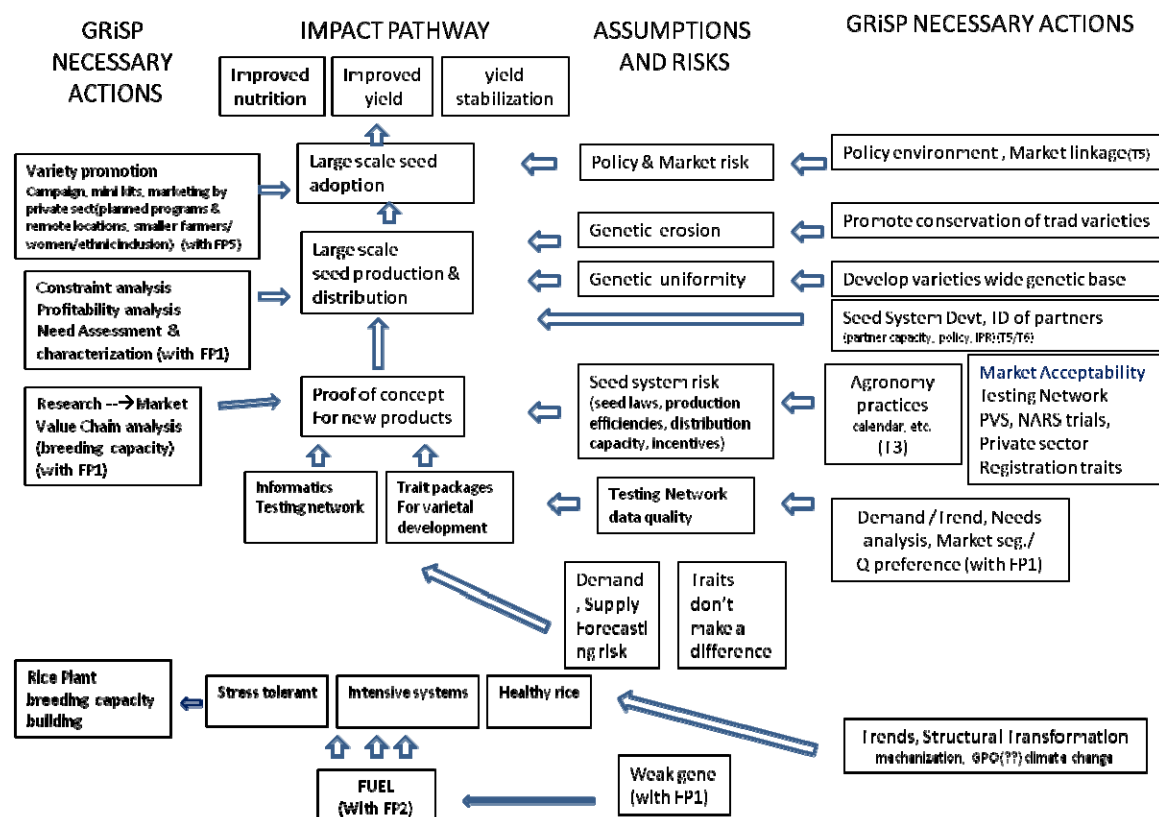 GRiSP
NECESSARY
ACTIONS
IMPACT PATHWAY
ASSUMPTIONS
AND RISKS
GRiSP NECESSARY ACTIONS
Improved
nutrition
Improved
yield
yield
stabilization
Variety promotion
Campaign, mini kits, marketing by
private sect(planned programs &
remote locations, smaller farmers/
women/ethnicinclusion) (with FP5)
Large scale seed
adoption
Policy & Market risk
Policy environment , Market linkage(T5)
Genetic erosion
Promote conservation of trad varieties
Large scale
seed production &
distribution
Genetic uniformity
Develop varieties wide genetic base
Constraint analysis
Profitability analysis
Need Assessment &
characterization (with FP1)
Seed System Devt, ID of partners
(partner capacity, policy, IPR)(T5/T6)
Research --→Market
Value Chain analysis
(breeding capacity)
(with FP1)
Proof of concept
For new products
Seed system risk
(seed laws, production
efficiencies, distribution
capacity, incentives)
Agronomy
practices
calendar, etc.
(T3)
Market Acceptability
Testing Network
PVS, NARS trials,
Private sector
Registration traits
Informatics
Testing network
Trait packages
For varietal
development
Testing Network
data quality
Demand / Trend, Needs
analysis, Market seg./
Q preference (with FP1)
Demand
, Supply
Forecasti
ng risk
Traits
don't
make a
difference
Rice Plant
breeding capacity
building
Stress tolerant
Intensive systems
Healthy rice
Trends, Structural Transformation
mechanization, GPO(??) climate change
FUEL
(With FP2)
Weak gene
(with FP1)